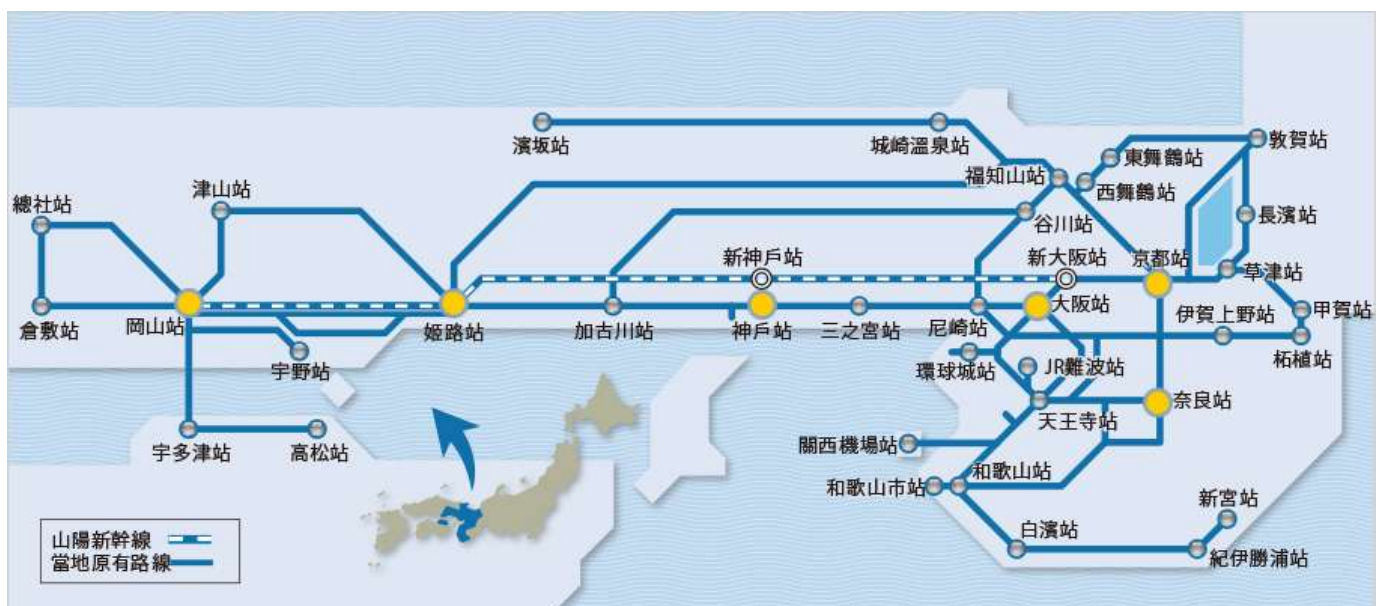 濱坂站
城崎溫泉站
敦賀站
東舞鶴站
福知山站
西舞鶴站
津山站
總社站
谷川站
長濱站
新神戶站
新大阪站
京都站
草津站
倉敷站
岡山站
姬路站
加古川站
神戶站
三之宮站
尼崎站
大阪站
伊賀上野站
甲賀站
宇野站
環球城站
JR難波站
柘植站
天王寺站
奈良站
宇多津站
高松站
關西機場站
和歌山市站
和歌山站
新宮站
白濱站
紀伊勝浦站
山陽新幹線
當地原有路線